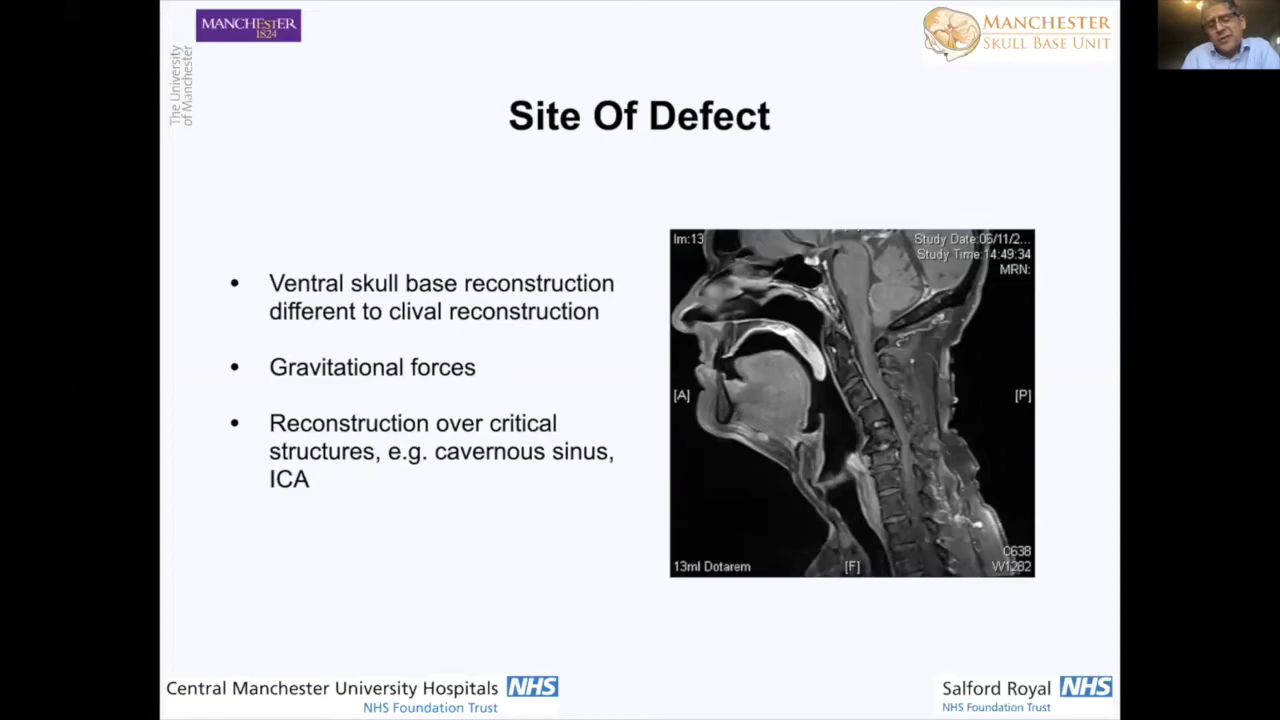 MANCHESTER
1824
The University
of Manchester
MANCHESTER
SKULL BASE UNIT
Site Of Defect
• Ventral skull base reconstruction
different to clival reconstruction
• Gravitational forces
• Reconstruction over critical
structures, e.g. cavernous sinus,
ICA
Im:13
Study Date:06/11/2...
Study Time:14:49:34
MRN:
[A]
[P]
13ml Dotarem
[F]
C638
W1282
Central Manchester University Hospitals NHS
NHS Foundation Trust
Salford Royal NHS
NHS Foundation Trust